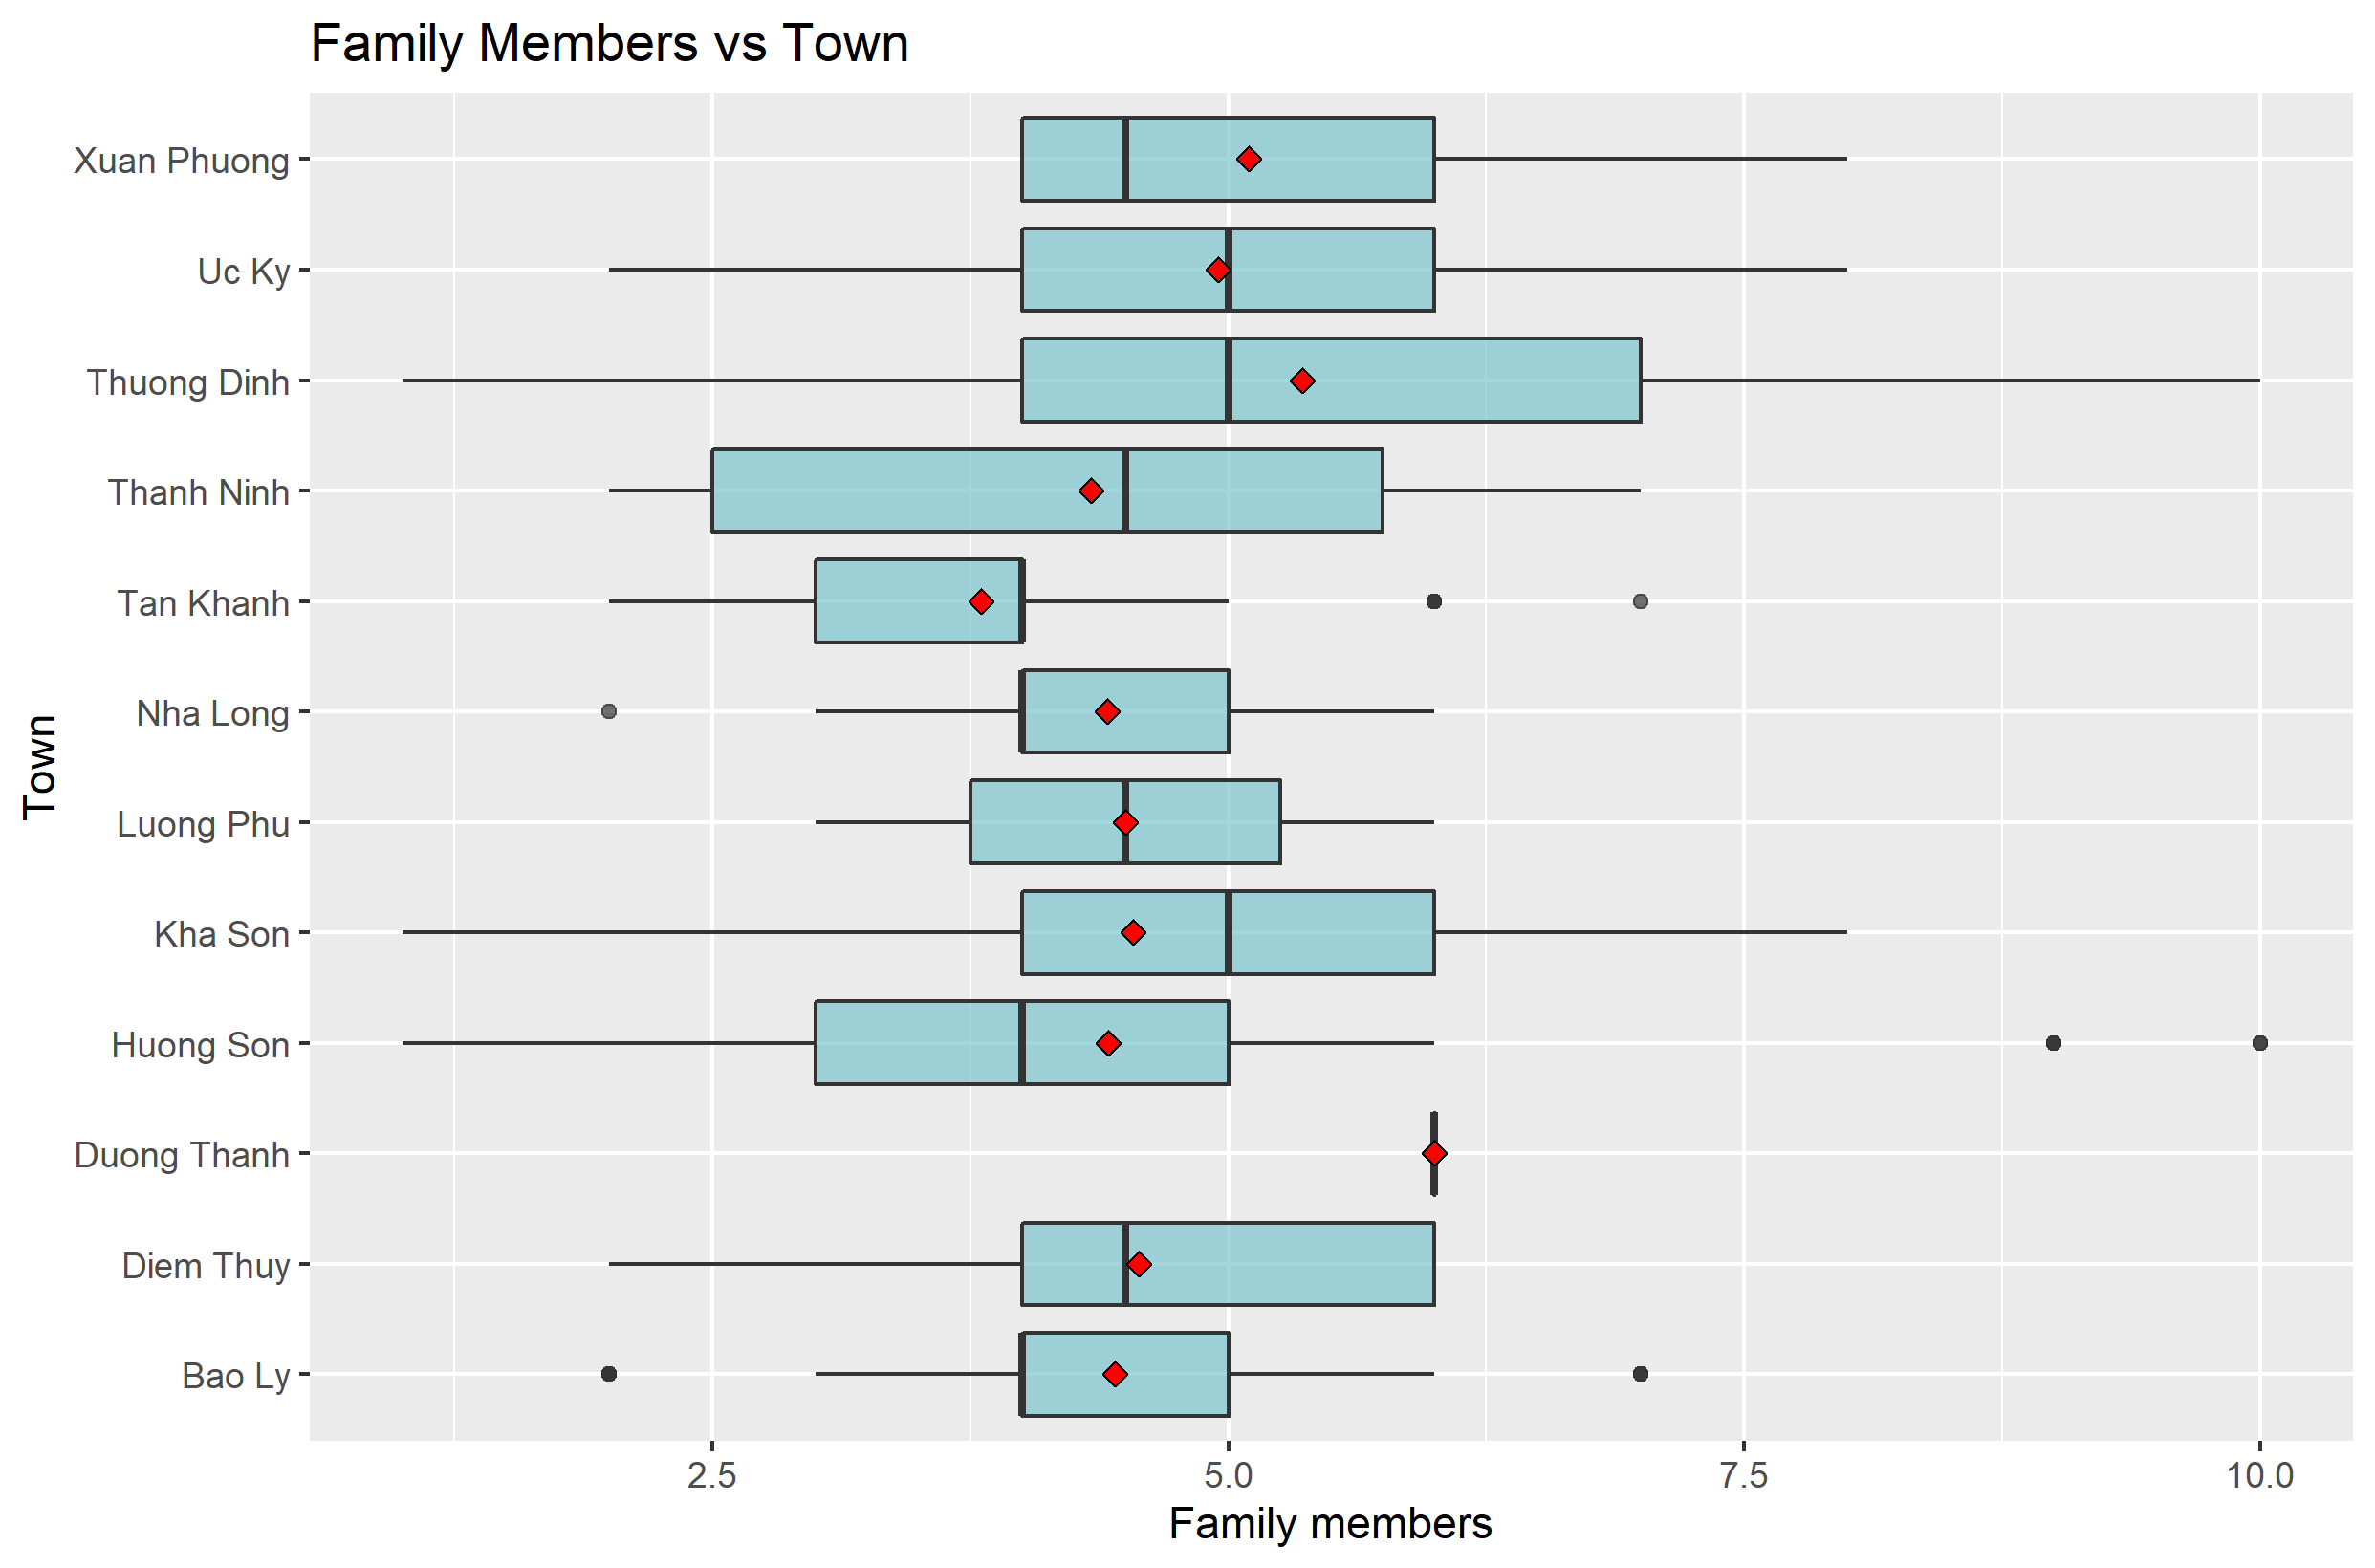 Family Members vs Town
Xuan Phuong
Uc Ky
Thuong Dinh
Thanh Ninh
Tan Khanh
Nha Long
Luong Phu
Kha Son
Huong Son
Duong Thanh
Diem Thuy
Bao Ly
Town
2.5 5.0 7.5 10.0
Family members